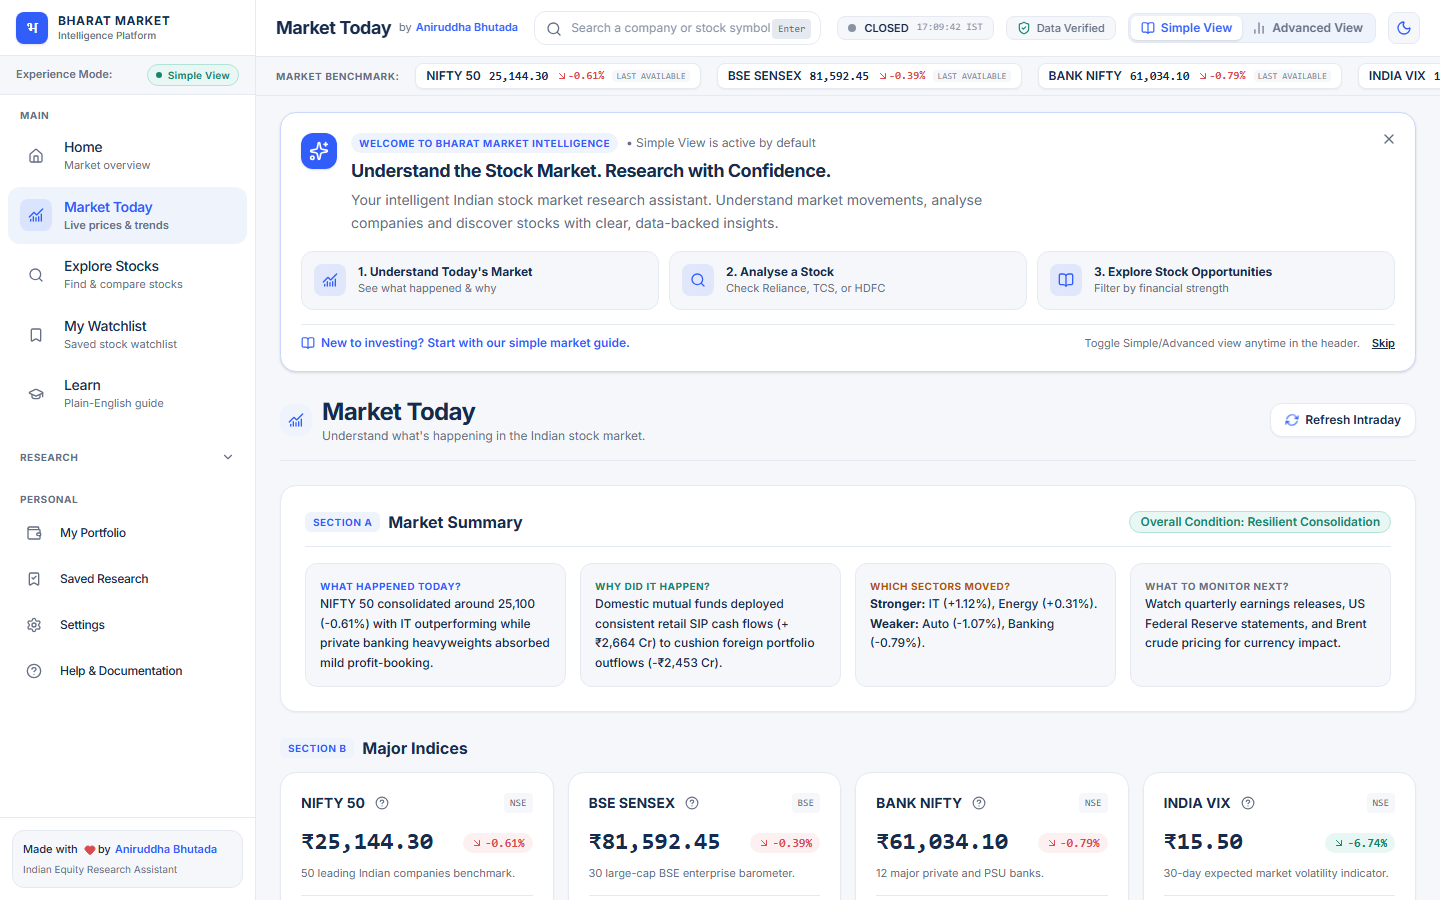 भ
BHARAT MARKET
Intelligence Platform
Experience Mode:
Simple View
MAIN
Home
Market overview
Market Today
Live prices & trends
Explore Stocks
Find & compare stocks
My Watchlist
Saved stock watchlist
Learn
Plain-English guide
RESEARCH
PERSONAL
My Portfolio
Saved Research
Settings
Help & Documentation
Made with by Aniruddha Bhutada
Indian Equity Research Assistant
Market Today by Aniruddha Bhutada
Search a company or stock symbol Enter
CLOSED 17:09:42 IST
Data Verified
Simple View
Advanced View
MARKET BENCHMARK:
NIFTY 50 25,144.30 ↘-0.61% LAST AVAILABLE
BSE SENSEX 81,592.45 ↘-0.39% LAST AVAILABLE
BANK NIFTY 61,034.10 ↘-0.79% LAST AVAILABLE
INDIA VIX
WELCOME TO BHARAT MARKET INTELLIGENCE • Simple View is active by default
Understand the Stock Market. Research with Confidence.
Your intelligent Indian stock market research assistant. Understand market movements, analyse
companies and discover stocks with clear, data-backed insights.
1. Understand Today's Market
See what happened & why
2. Analyse a Stock
Check Reliance, TCS, or HDFC
3. Explore Stock Opportunities
Filter by financial strength
New to investing? Start with our simple market guide.
Toggle Simple/Advanced view anytime in the header. Skip
Market Today
Understand what's happening in the Indian stock market.
Refresh Intraday
SECTION A Market Summary
Overall Condition: Resilient Consolidation
WHAT HAPPENED TODAY?
NIFTY 50 consolidated around 25,100
(-0.61%) with IT outperforming while
private banking heavyweights absorbed
mild profit-booking.
WHY DID IT HAPPEN?
Domestic mutual funds deployed
consistent retail SIP cash flows (+
₹2,664 Cr) to cushion foreign portfolio
outflows (-₹2,453 Cr).
WHICH SECTORS MOVED?
Stronger: IT (+1.12%), Energy (+0.31%).
Weaker: Auto (-1.07%), Banking
(-0.79%).
WHAT TO MONITOR NEXT?
Watch quarterly earnings releases, US
Federal Reserve statements, and Brent
crude pricing for currency impact.
SECTION B Major Indices
NIFTY 50 NSE
₹25,144.30 ↘ -0.61%
50 leading Indian companies benchmark.
BSE SENSEX BSE
₹81,592.45 ↘ -0.39%
30 large-cap BSE enterprise barometer.
BANK NIFTY NSE
₹61,034.10 ↘ -0.79%
12 major private and PSU banks.
INDIA VIX NSE
₹15.50 ↘ -6.74%
30-day expected market volatility indicator.